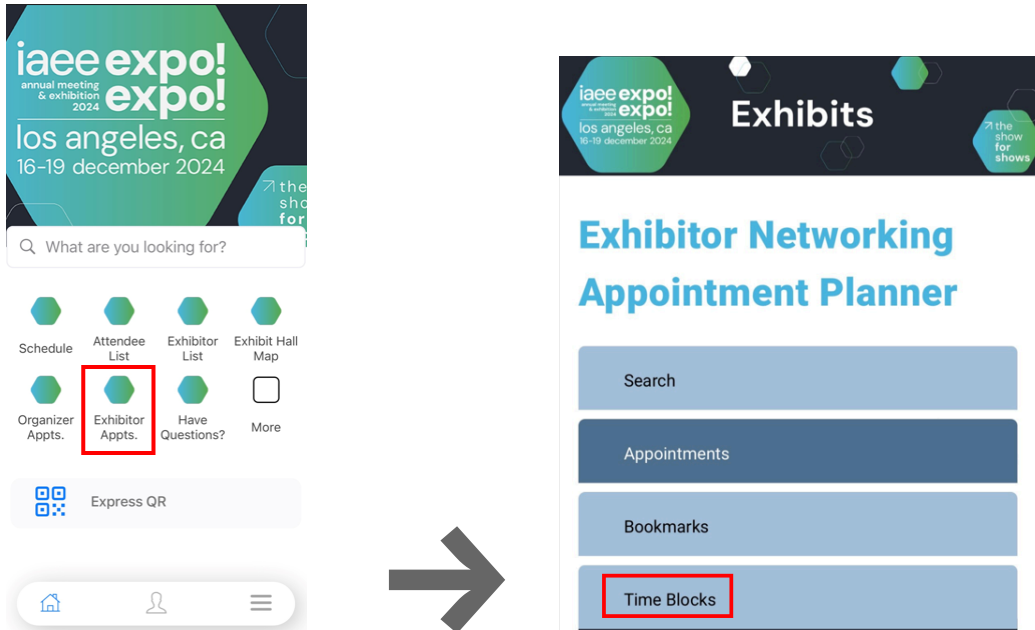 iaee expo!
annual meeting
& exhibition
2024
expo!
los angeles, ca
16-19 december 2024
the
sho
for
What are you looking for?
Schedule
Attendee
List
Exhibitor
List
Exhibit Hall
Map
Organizer
Appts.
Exhibitor
Appts.
Have
Questions?
More
Express QR
iaee expo!
annual meeting
& exhibition
2024
expo!
los angeles, ca
16-19 december 2024
Exhibits
the
show
for
shows
Exhibitor Networking
Appointment Planner
Search
Appointments
Bookmarks
Time Blocks